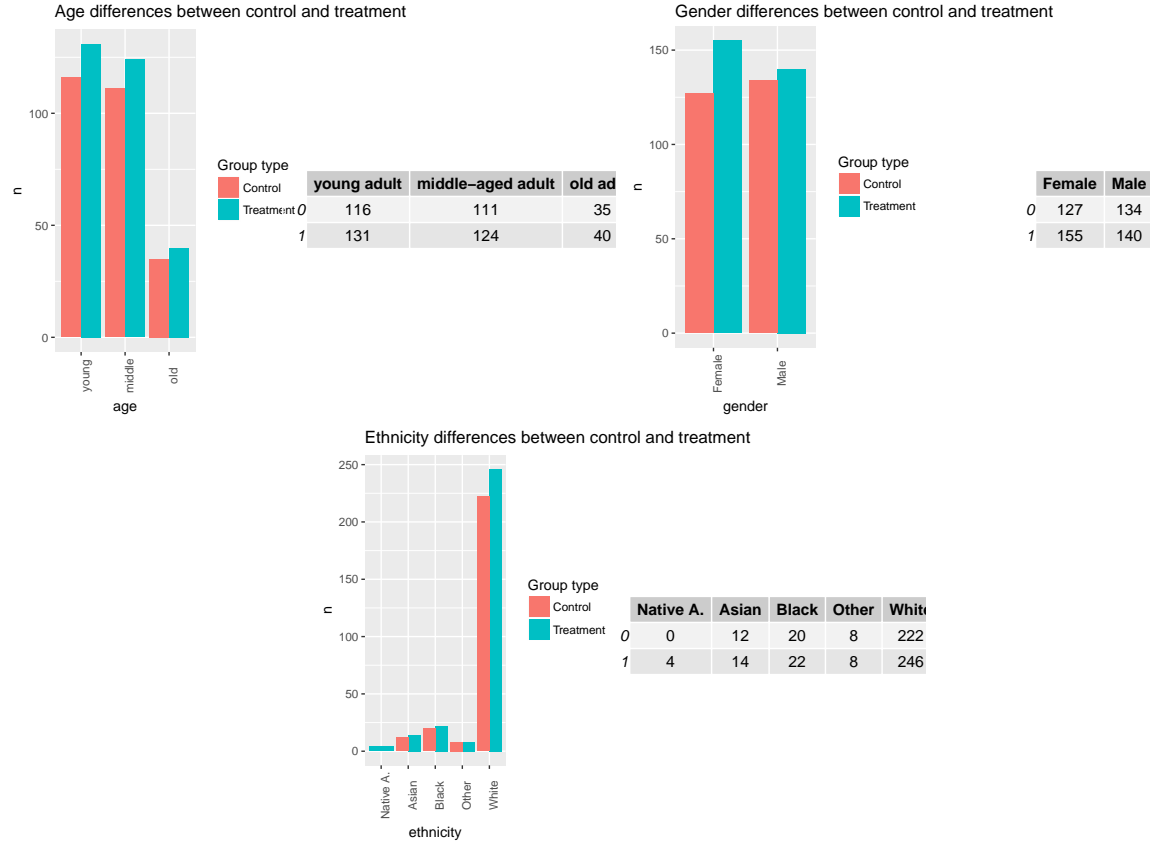 Age differences between control and treatment
n
100
50
0
young
middle
old
age
Group type
Control
Treatment
young adult middle−aged adult old ad
0 116 111 35
1 131 124 40
Gender differences between control and treatment
n
150
100
50
0
Female
Male
gender
Group type
Control
Treatment
Female Male
0 127 134
1 155 140
Ethnicity differences between control and treatment
n
250
200
150
100
50
0
Native A.
Asian
Black
Other
White
ethnicity
Group type
Control
Treatment
Native A. Asian Black Other White
0 0 12 20 8 222
1 4 14 22 8 246